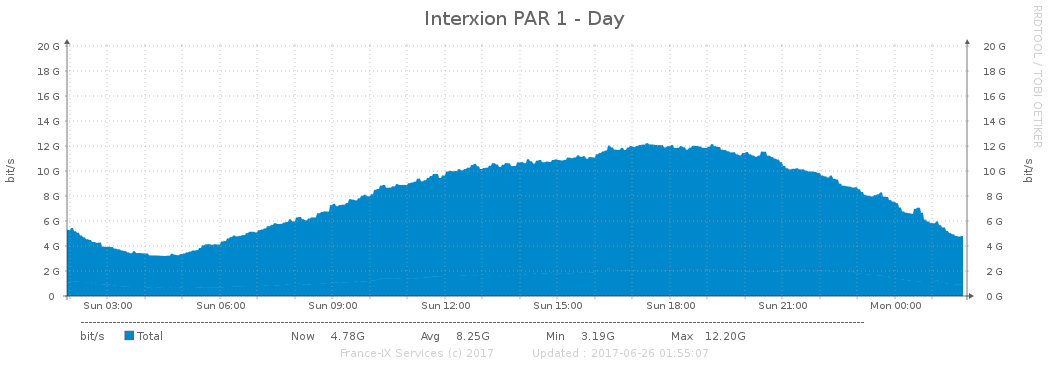 Interxion PAR 1 - Day
RRDTOOL / TOBI OETIKER
bit/s
20 G 20 G
18 G 18 G
16 G 16 G
14 G 14 G
12 G 12 G
10 G 10 G
8 G 8 G
6 G 6 G
4 G 4 G
2 G 2 G
0 0 G
bit/s
Sun 03:00 Sun 06:00 Sun 09:00 Sun 12:00 Sun 15:00 Sun 18:00 Sun 21:00 Mon 00:00
bit/s Total Now 4.78G Avg 8.25G Min 3.19G Max 12.20G
France-IX Services (c) 2017 Updated : 2017-06-26 01:55:07